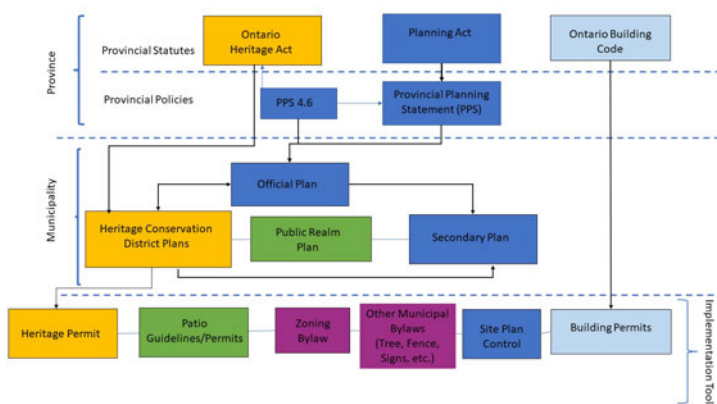 Ontario
Heritage Act
Planning Act
Ontario Building
Code
Provincial Statutes
Province
Provincial Policies
PPS 4.6
Provincial Planning
Statement (PPS)
Municipality
Official Plan
Heritage Conservation
District Plans
Public Realm
Plan
Secondary Plan
Heritage Permit
Patio
Guidelines/Permits
Zoning
Bylaw
Other Municipal
Bylaws
(Tree, Fence,
Signs, etc.)
Site Plan
Control
Building Permits
Implementation Tool